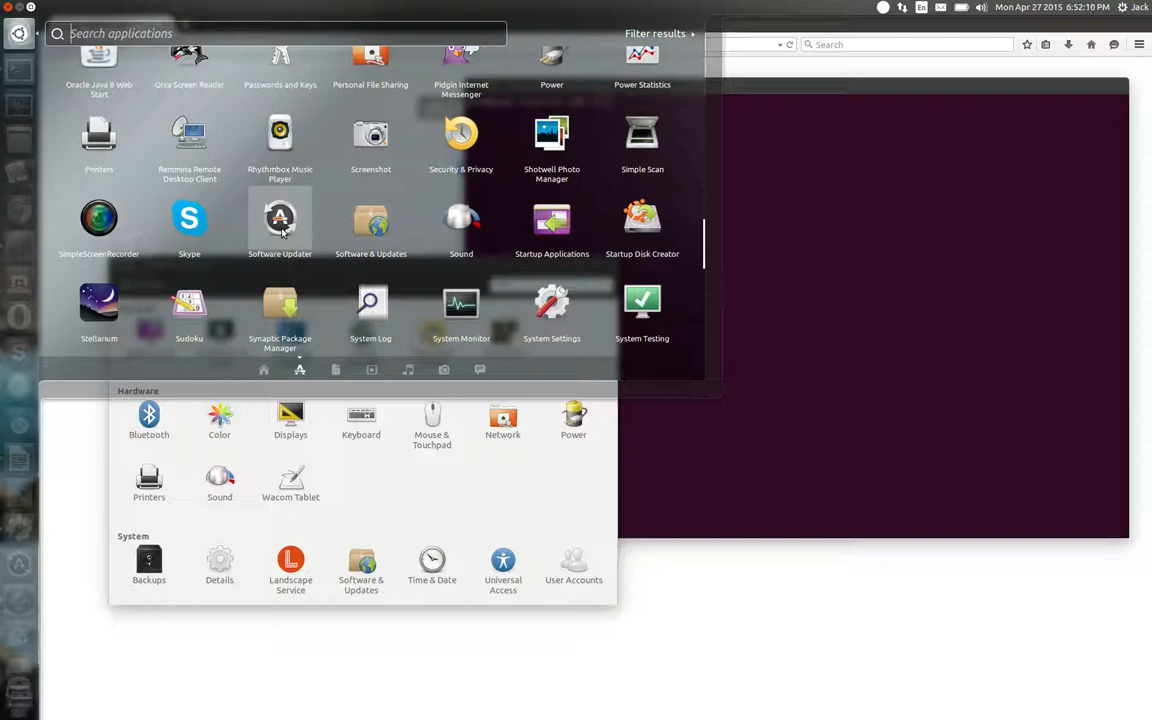 En
Mon Apr 27 2015 6:52:10 PM
Jack
Search applications
Filter results
Search
Oracle Java 8 Web Start
Orca Screen Reader
Passwords and Keys
Personal File Sharing
Pidgin Internet Messenger
Power
Power Statistics
Printers
Remmina Remote Desktop Client
Rhythmbox Music Player
Screenshot
Security & Privacy
Shotwell Photo Manager
Simple Scan
SimpleScreenRecorder
Skype
Software Updater
Software & Updates
Sound
Startup Applications
Startup Disk Creator
Stellarium
Sudoku
Synaptic Package Manager
System Log
System Monitor
System Settings
System Testing
Hardware
Bluetooth
Color
Displays
Keyboard
Mouse & Touchpad
Network
Power
Printers
Sound
Wacom Tablet
System
Backups
Details
Landscape Service
Software & Updates
Time & Date
Universal Access
User Accounts